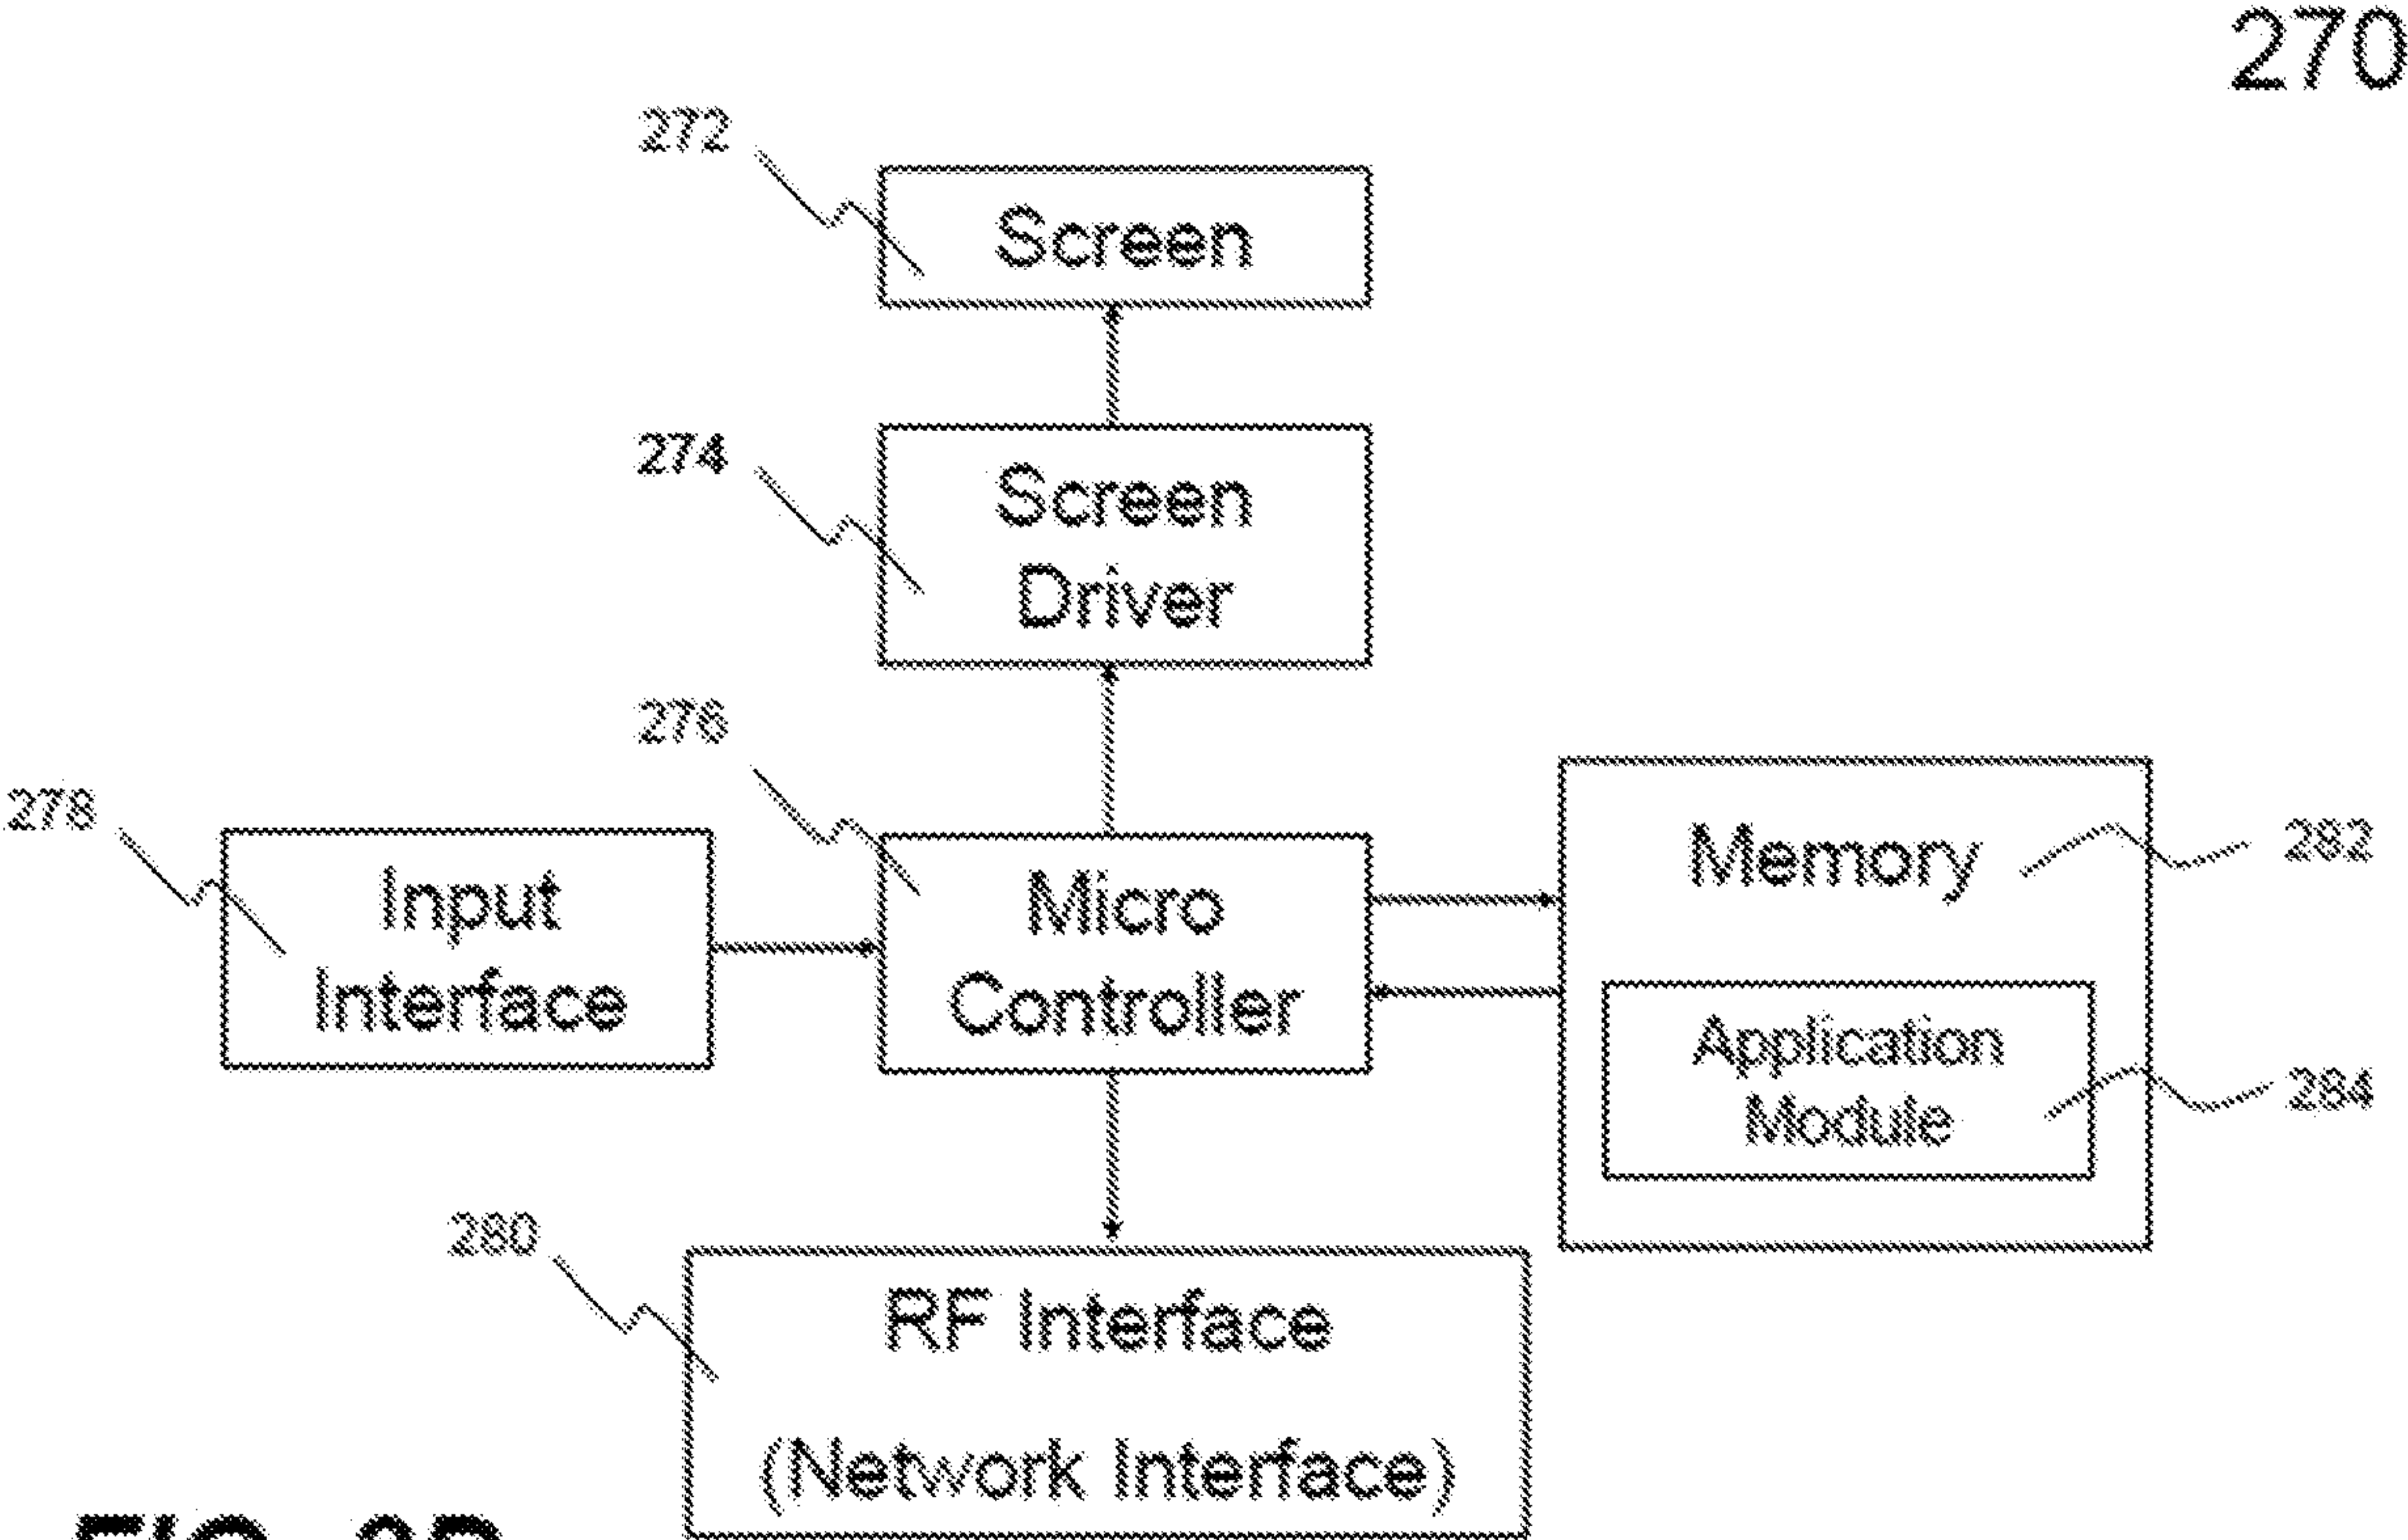 270
272
Screen
274
Screen
Driver
276
278
Input
Interface
Micro
Controller
Memory
282
Application
Module
284
280
RF Interface
(Network Interface)